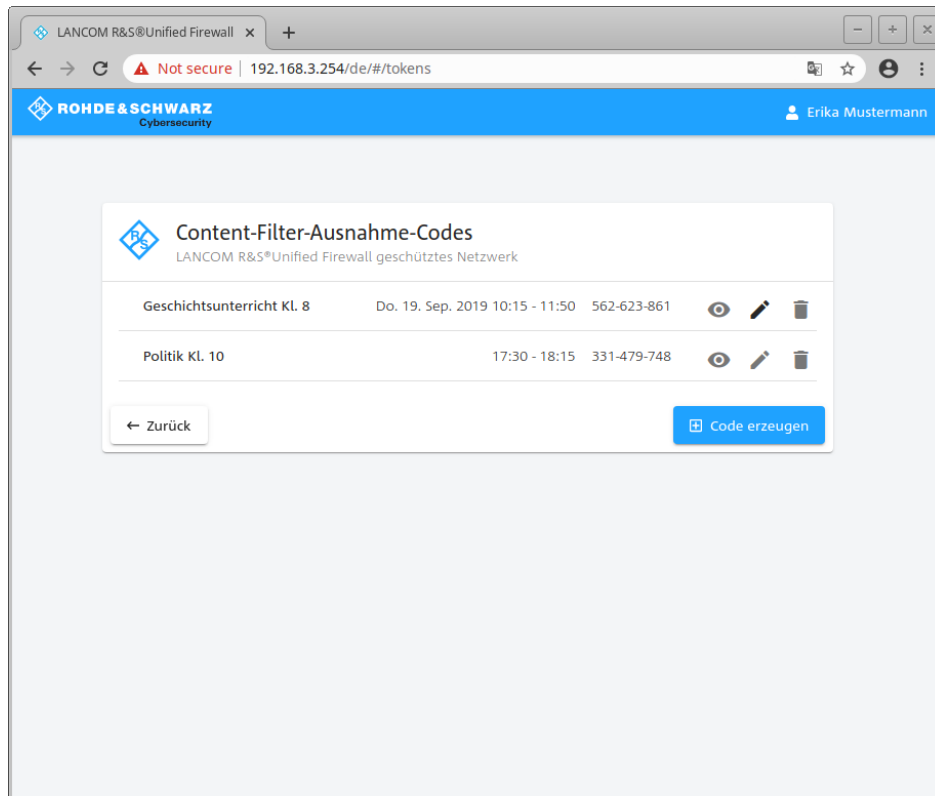 LANCOM R&S®Unified Firewall
Not secure 192.168.3.254/de/#/tokens
ROHDE&SCHWARZ
Cybersecurity
Erika Mustermann
R S
Content-Filter-Ausnahme-Codes
LANCOM R&S®Unified Firewall geschütztes Netzwerk
Geschichtsunterricht Kl. 8 Do. 19. Sep. 2019 10:15 - 11:50 562-623-861
Politik Kl. 10 17:30 - 18:15 331-479-748
← Zurück Code erzeugen